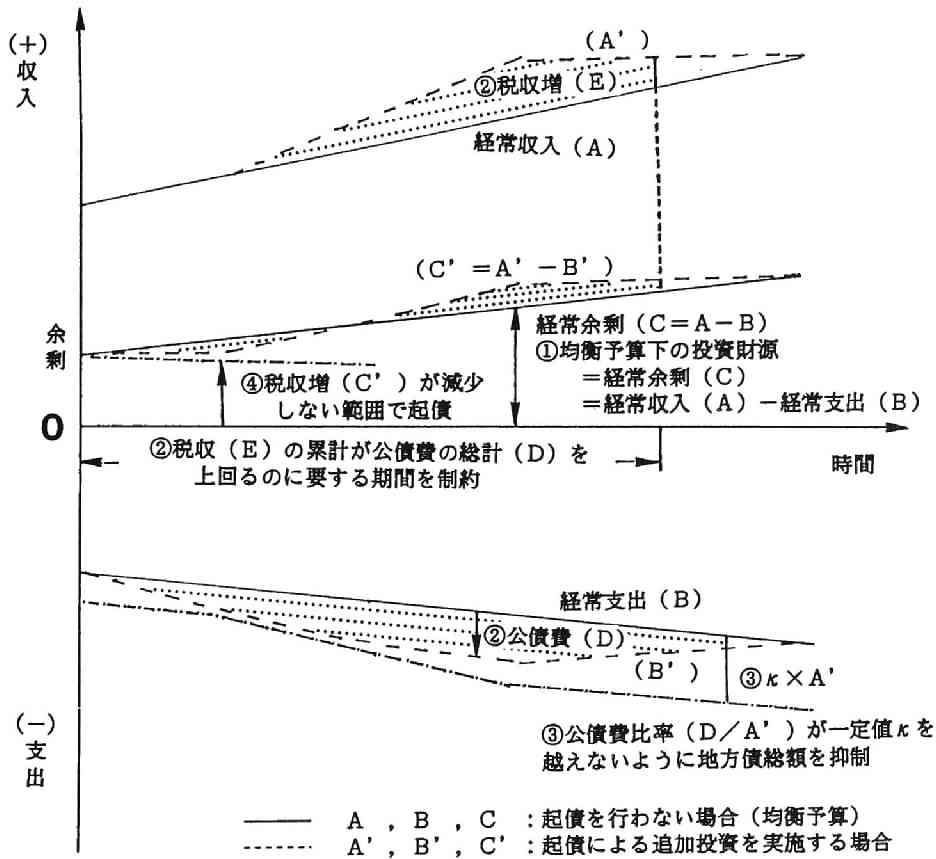 (+)
収
入
(A')
②税収増(E)
経常収入(A)
(C'=A'-B')
余
剰
経常余剰(C=A-B)
①均衡予算下の投資財源
=経常余剰(C)
=経常収入(A)-経常支出(B)
④税収増(C')が減少
しない範囲で起債
0
②税収(E)の累計が公債費の総計(D)を
上回るのに要する期間を制約
時間
経常支出(B)
②公債費(D)
(B')
③κ×A'
(-)
支
出
③公債費比率(D/A')が一定値κを
越えないように地方債総額を抑制
A , B , C :起債を行わない場合(均衡予算)
A', B', C':起債による追加投資を実施する場合